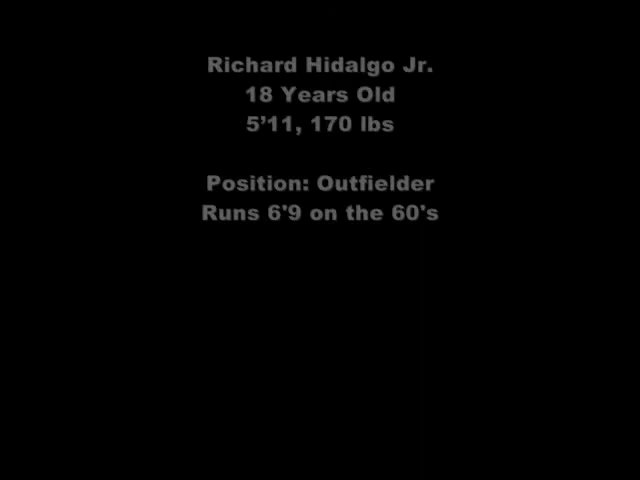 Richard Hidalgo Jr.
18 Years Old
5’11, 170 lbs
Position: Outfielder
Runs 6'9 on the 60's